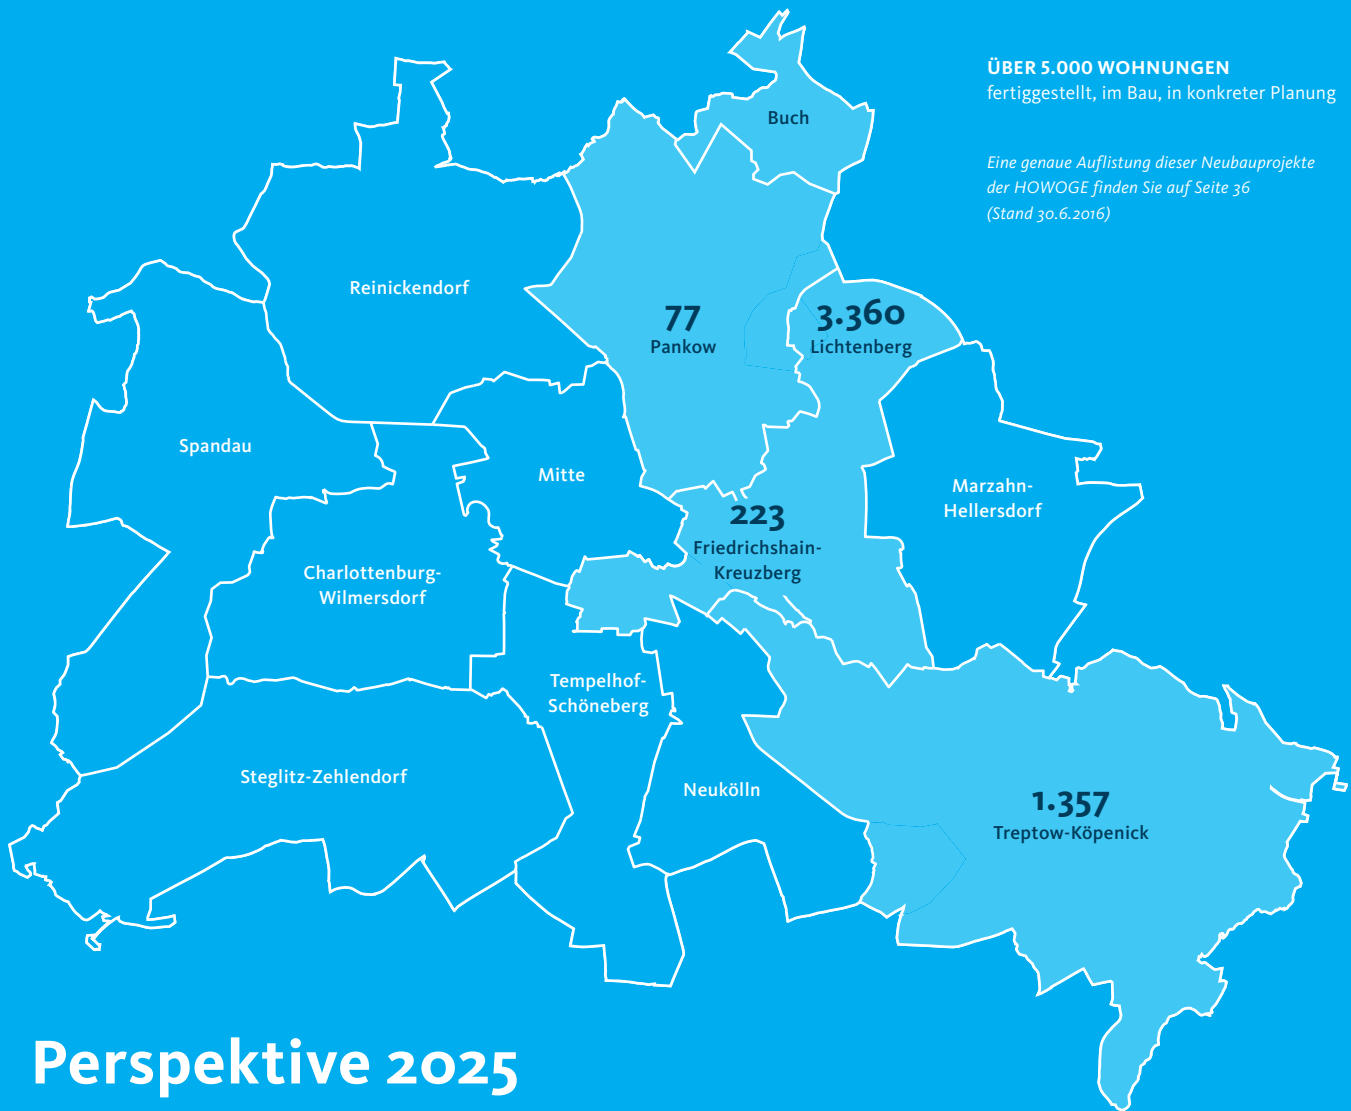 ÜBER 5.000 WOHNUNGEN
fertiggestellt, im Bau, in konkreter Planung
Eine genaue Auflistung dieser Neubauprojekte
der HOWOGE finden Sie auf Seite 36
(Stand 30.6.2016)
Buch
Reinickendorf
77
Pankow
3.360
Lichtenberg
Spandau
Mitte
Marzahn-
Hellersdorf
223
Friedrichshain-
Kreuzberg
Charlottenburg-
Wilmersdorf
Tempelhof-
Schöneberg
Steglitz-Zehlendorf
Neukölln
1.357
Treptow-Köpenick
Perspektive 2025